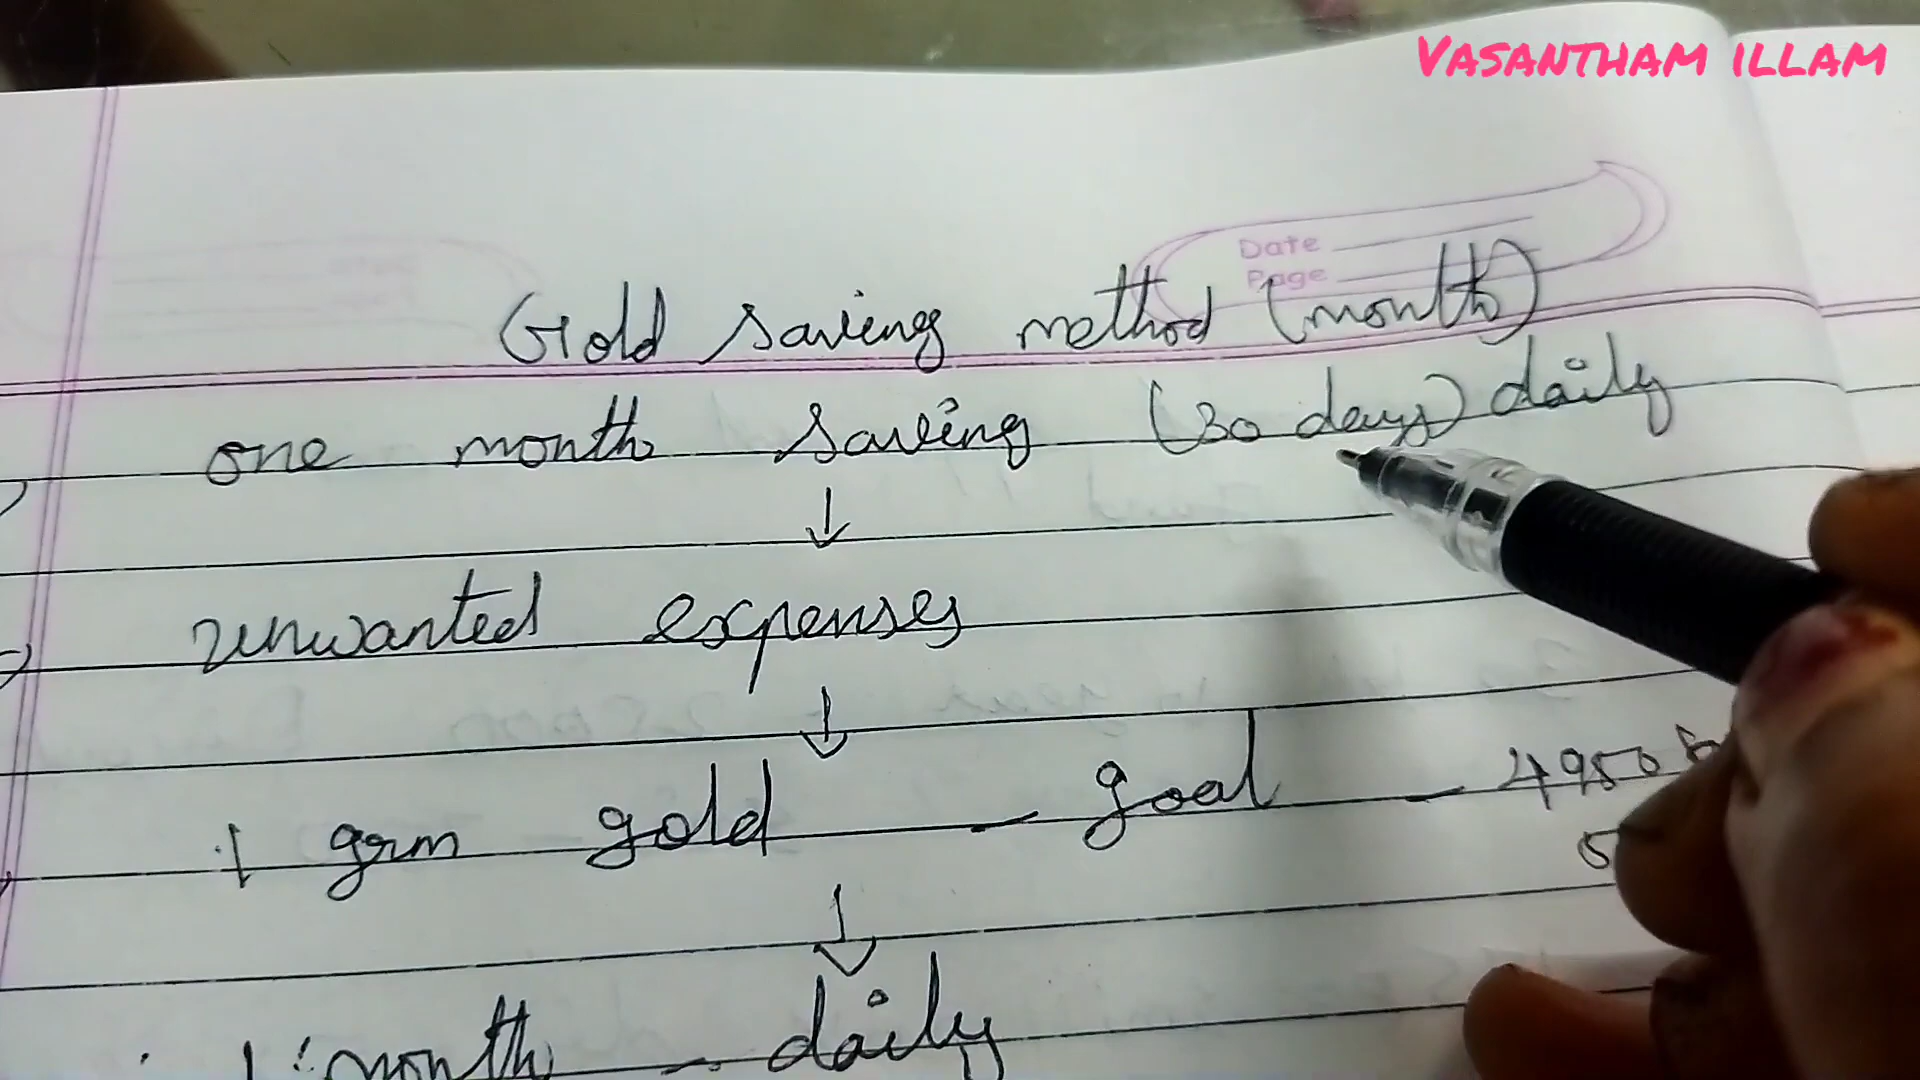 VASANTHAM ILLAM
Date
Page
Gold saving method (month)
one month saving (30 days) daily
↓
unwanted expenses
↓
1 grm gold - goal - 4950
5
↓
1 month - daily